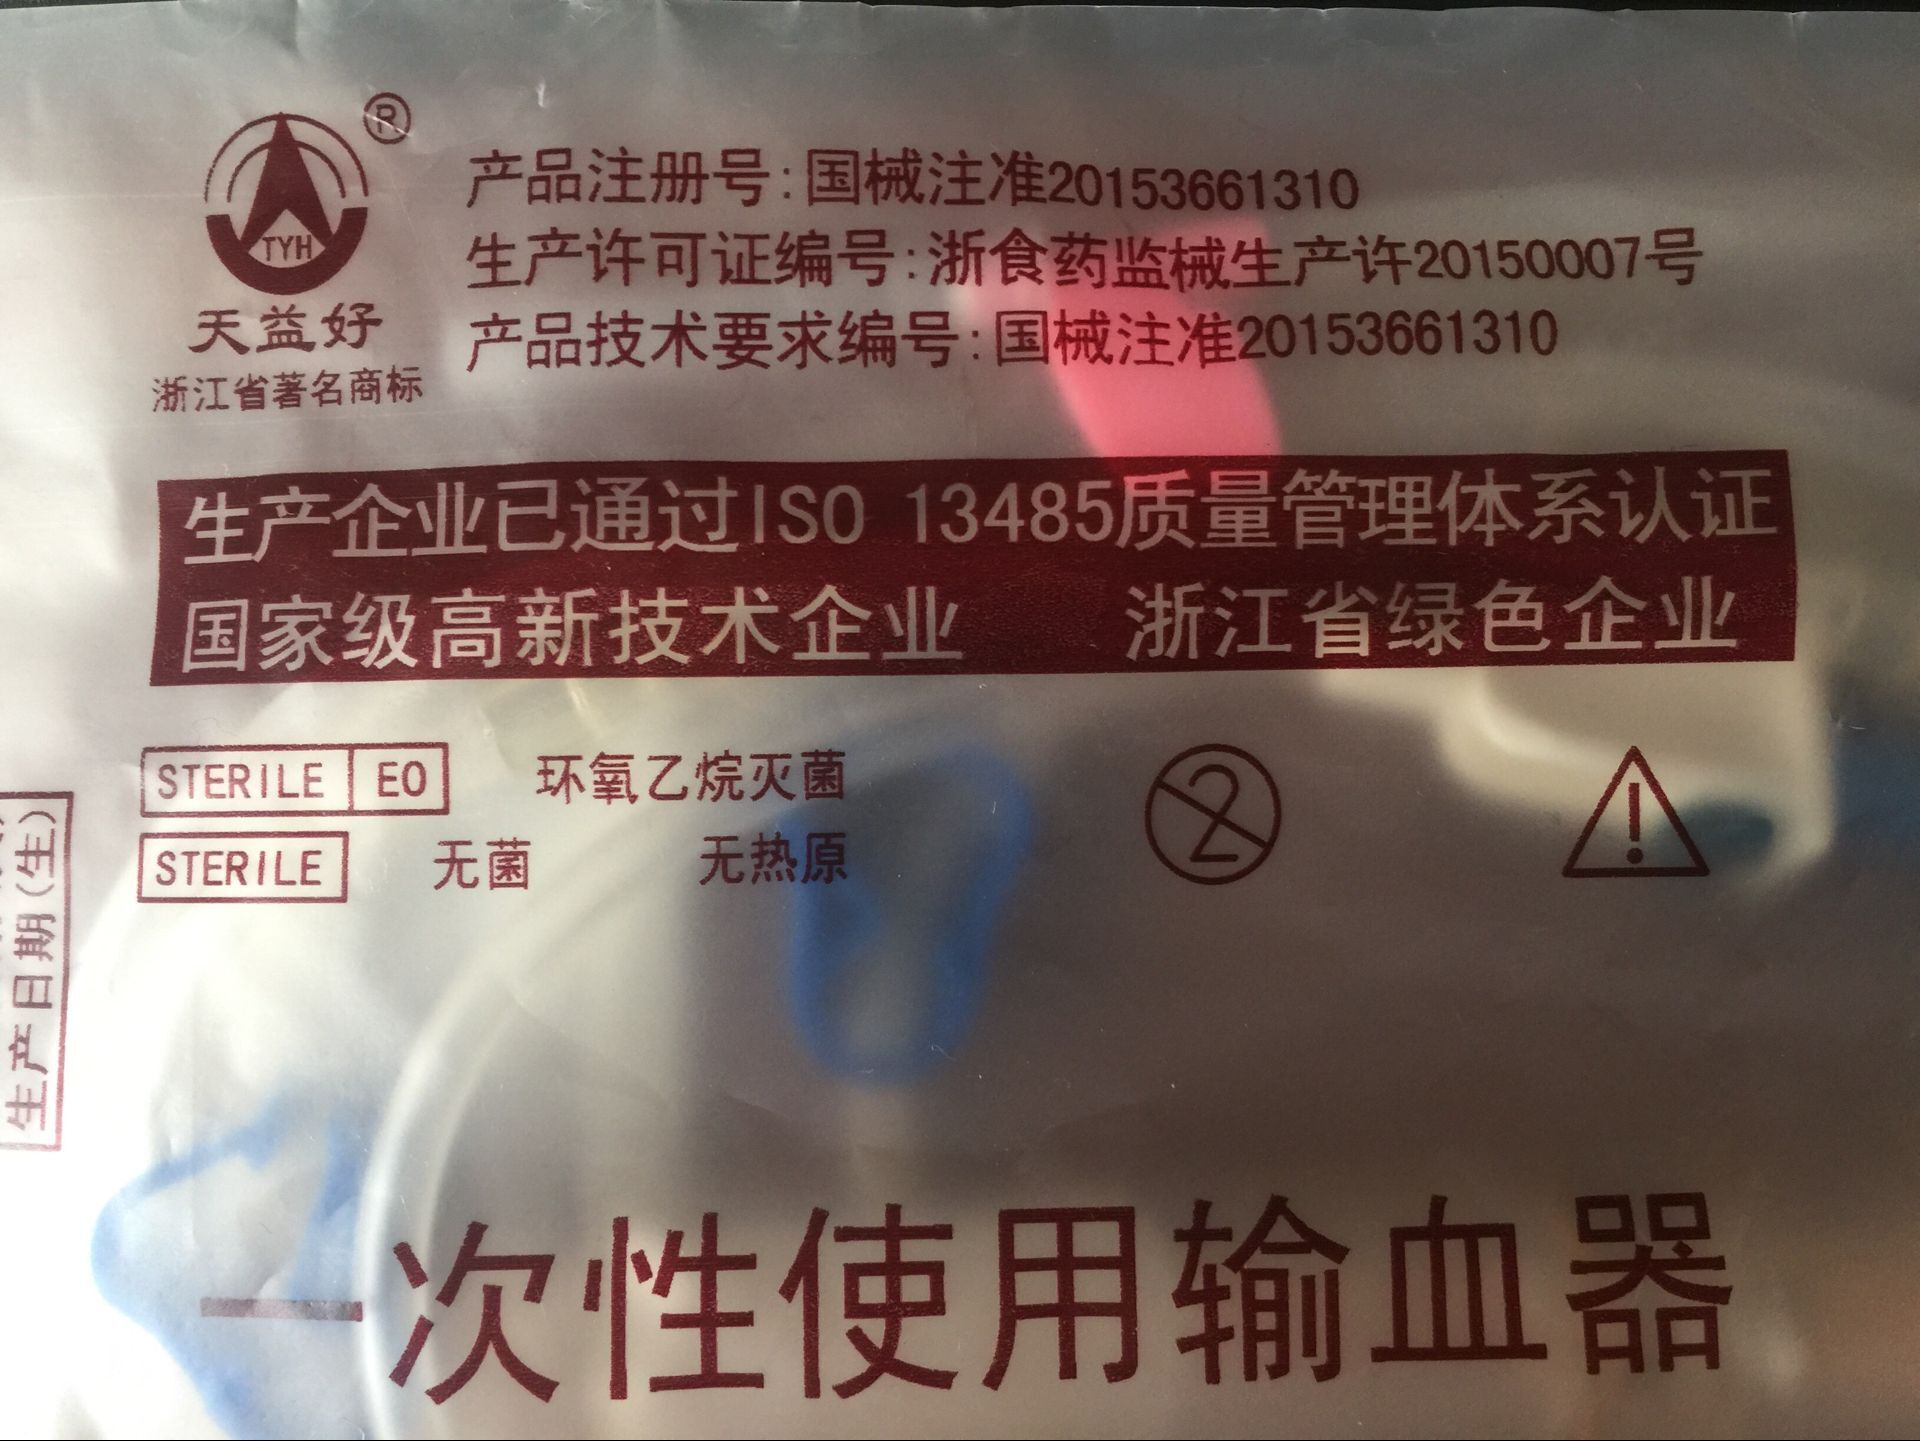 ®
TYH
天益好
浙江省著名商标
产品注册号:国械注准20153661310
生产许可证编号:浙食药监械生产许20150007号
产品技术要求编号:国械注准20153661310
生产企业已通过ISO 13485质量管理体系认证
国家级高新技术企业 浙江省绿色企业
STERILE EO 环氧乙烷灭菌
STERILE 无菌 无热原
2
!
生产日期(生)
一次性使用输血器